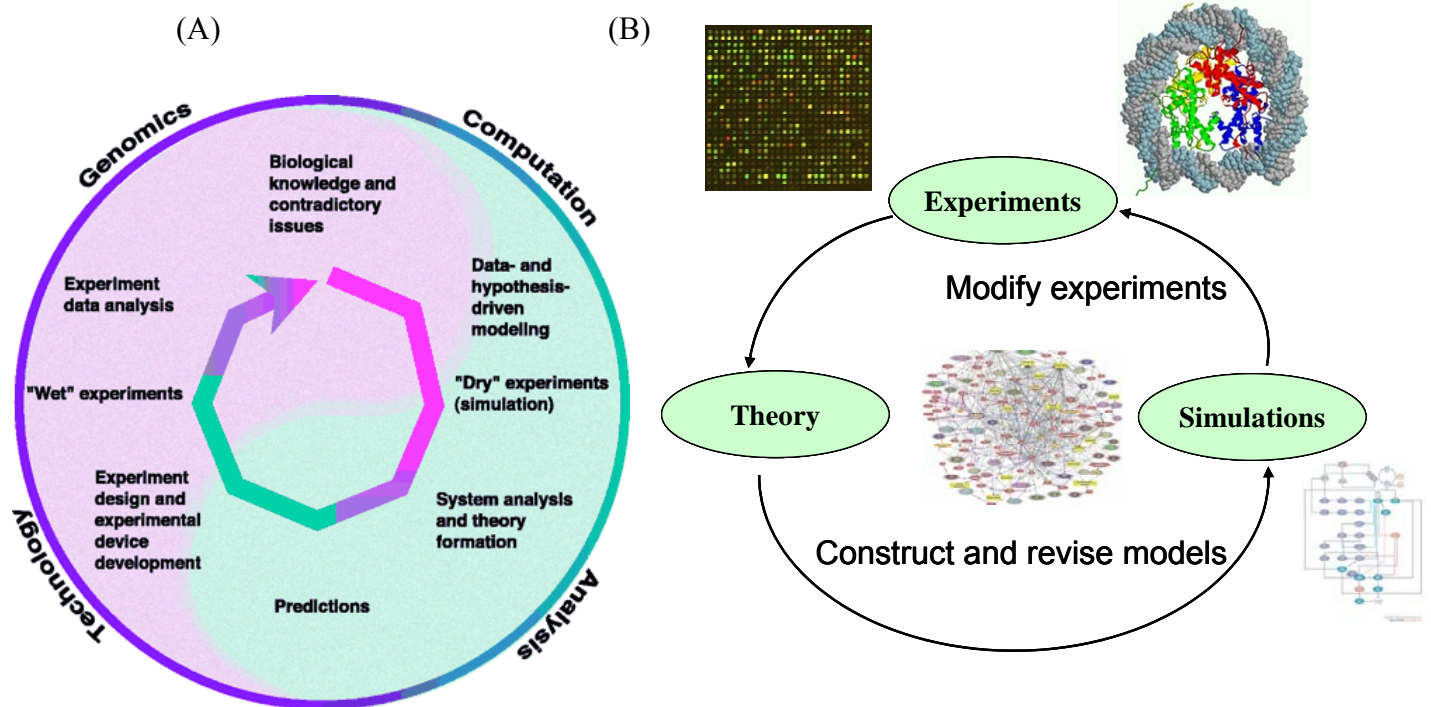 (A)
Genomics
Computation
Technology
Analysis
Biological
knowledge and
contradictory
issues
Data- and
hypothesis-
driven
modeling
"Dry" experiments
(simulation)
System analysis
and theory
formation
Predictions
Experiment
design and
experimental
device
development
"Wet" experiments
Experiment
data analysis
(B)
Experiments
Modify experiments
Theory
Simulations
Construct and revise models